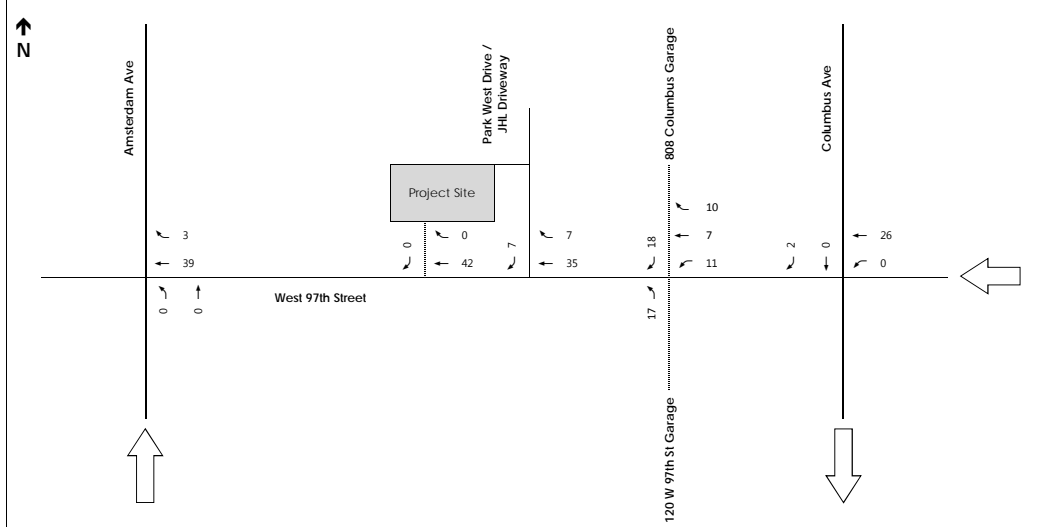 N
Amsterdam Ave
Park West Drive /
JHL Driveway
808 Columbus Garage
Columbus Ave
Project Site
10
3
0
0
7
7
18
7
2
0
26
39
42
35
11
0
West 97th Street
0
0
17
120 W 97th St Garage